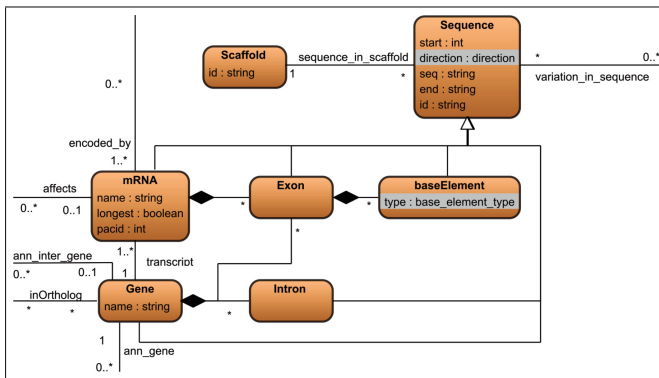 Sequence
start : int
direction : direction
seq : string
end : string
id : string
Scaffold
id : string
sequence_in_scaffold
1
*
*
0..*
variation_in_sequence
0..*
encoded_by
1..*
mRNA
name : string
longest : boolean
pacid : int
affects
0..*
0..1
*
Exon
*
baseElement
type : base_element_type
*
1..*
transcript
1
ann_inter_gene
0..*
0..1
Gene
name : string
inOrtholog
*
*
*
Intron
1
ann_gene
0..*